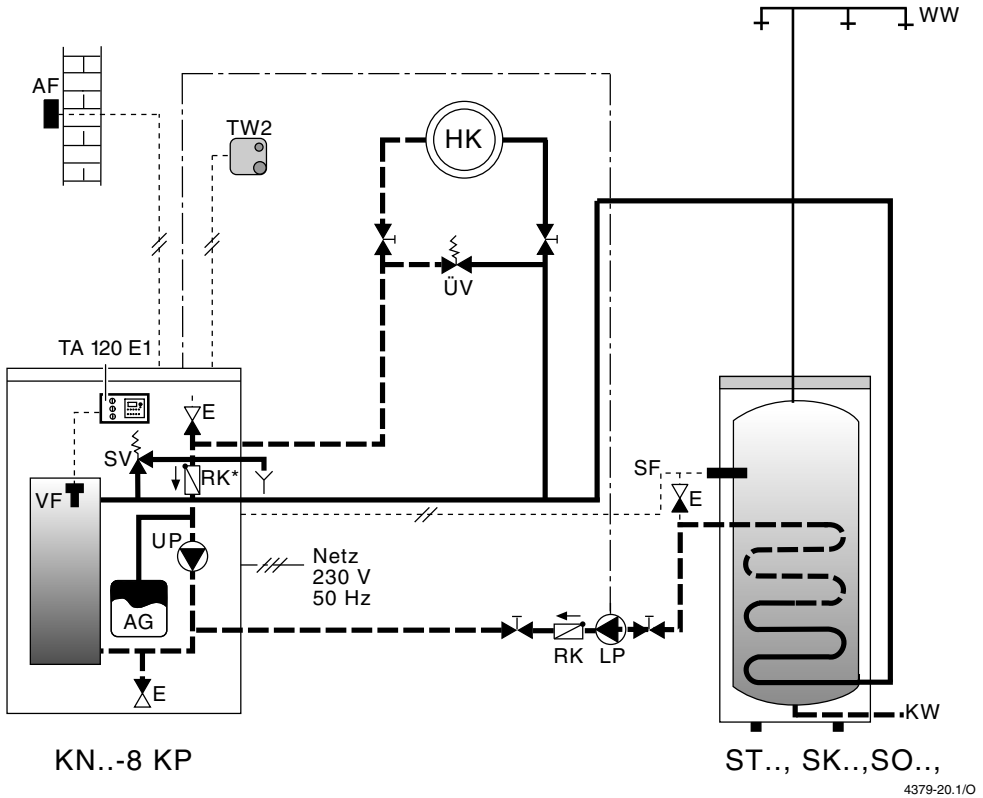 WW
AF
TW2
HK
ÜV
TA 120 E1
E
SV
RK*
VF
SF
E
UP
Netz
230 V
50 Hz
AG
RK
LP
E
KW
KN..-8 KP
ST.., SK..,SO..,
4379-20.1/O